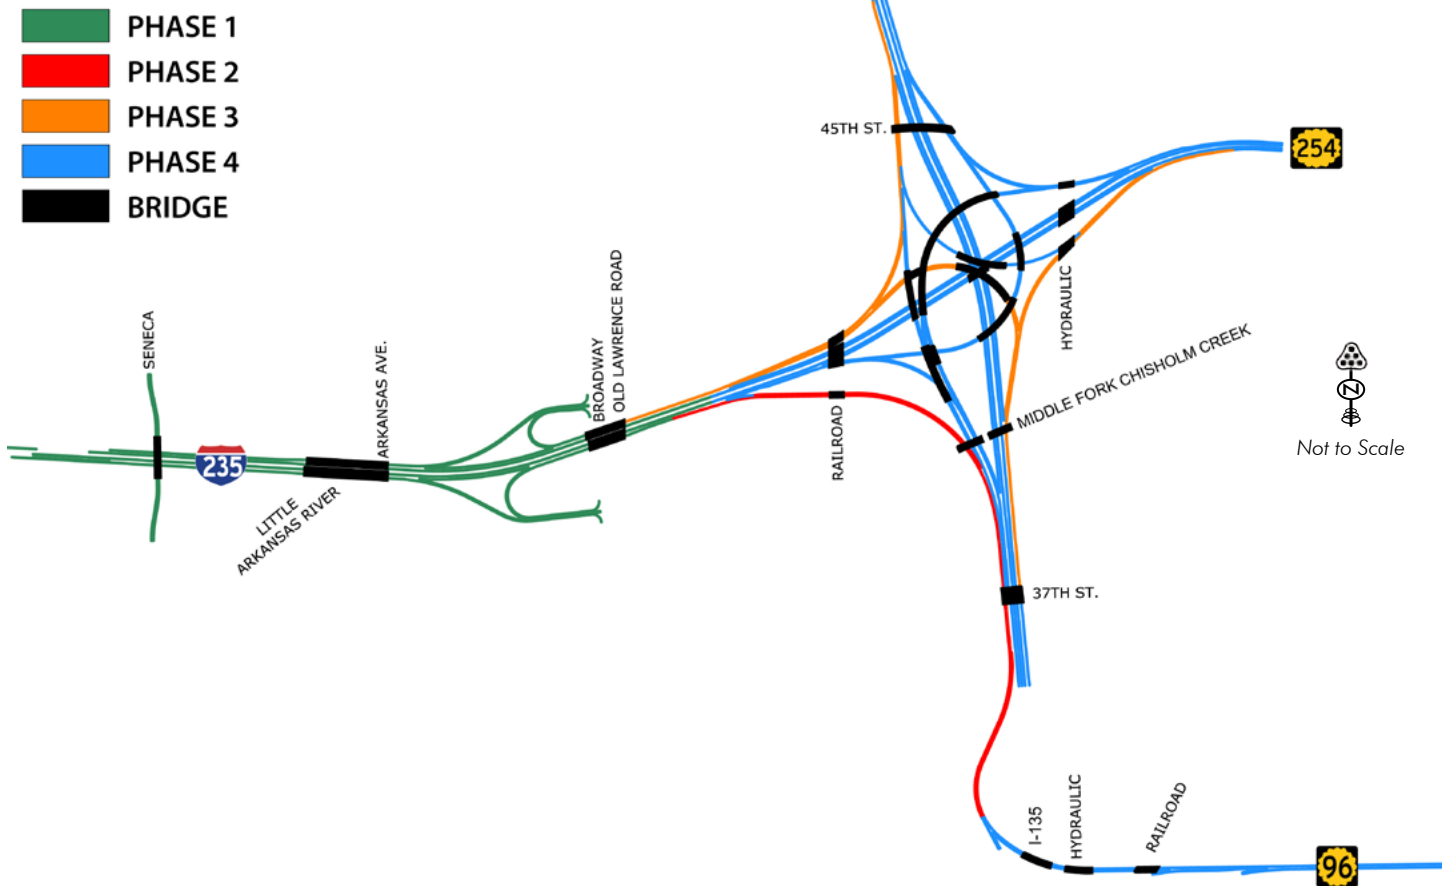 PHASE 1
PHASE 2
PHASE 3
PHASE 4
BRIDGE
45TH ST.
254
HYDRAULIC
MIDDLE FORK CHISHOLM CREEK
N
Not to Scale
SENECA
235
ARKANSAS AVE.
LITTLE
ARKANSAS RIVER
BROADWAY
OLD LAWRENCE ROAD
RAILROAD
37TH ST.
I-135
HYDRAULIC
RAILROAD
96